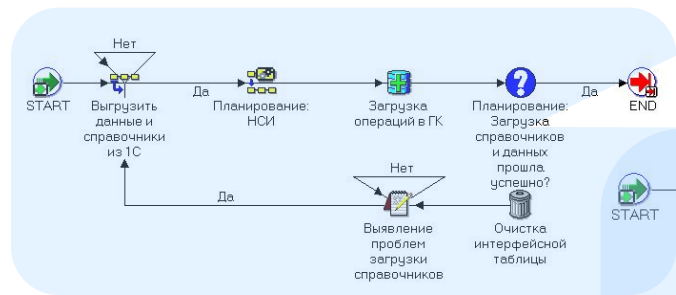 Нет
START
Выгрузить
данные и
справочники
из 1С
Да
Планирование:
НСИ
Загрузка
операций в ГК
Планирование:
Загрузка
справочников
и данных
прошла
успешно?
Да
END
Да
Нет
Выявление
проблем
загрузки
справочников
Очистка
интерфейсной
таблицы
START